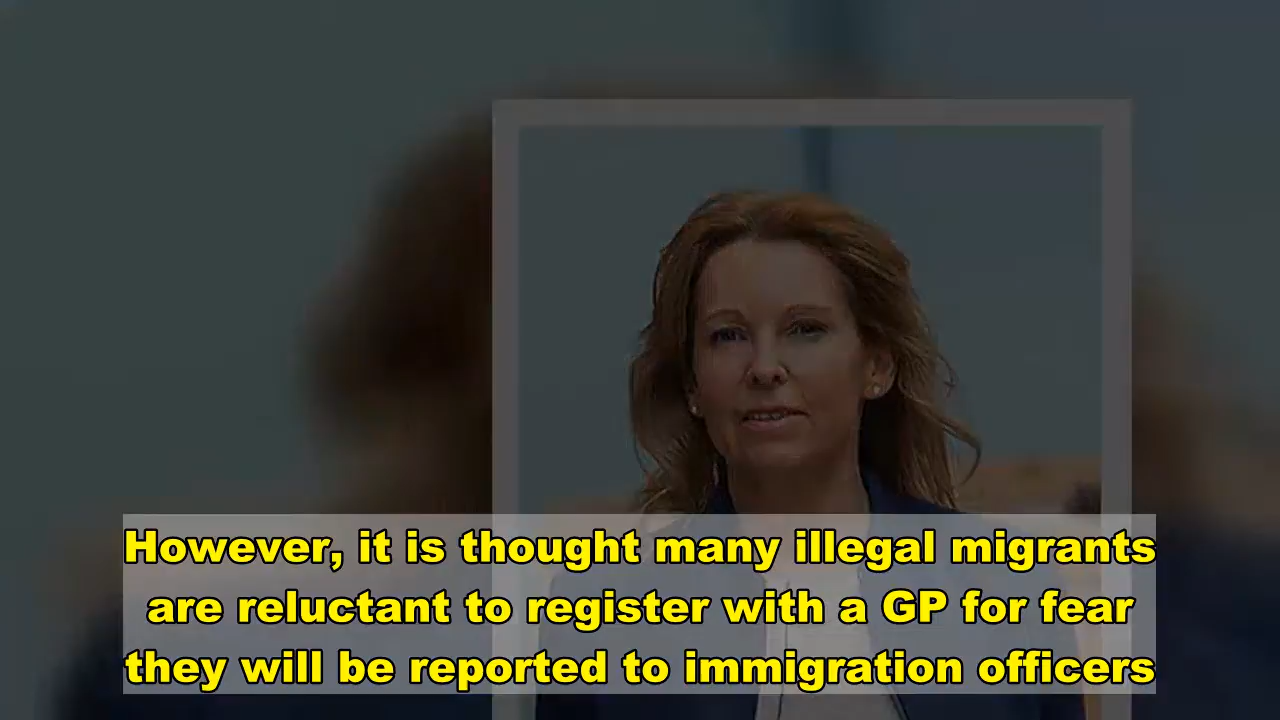 However, it is thought many illegal migrants
are reluctant to register with a GP for fear
they will be reported to immigration officers